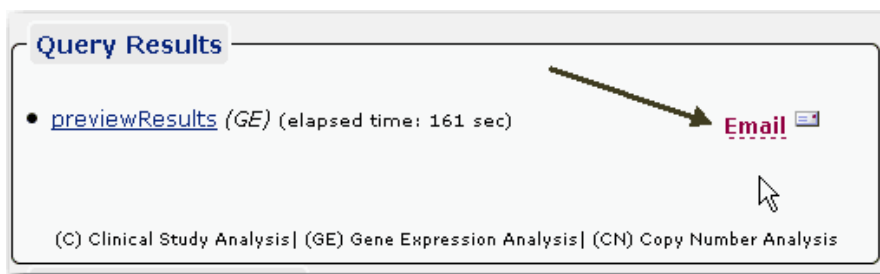 Query Results
previewResults (GE) (elapsed time: 161 sec)
Email
(C) Clinical Study Analysis| (GE) Gene Expression Analysis| (CN) Copy Number Analysis